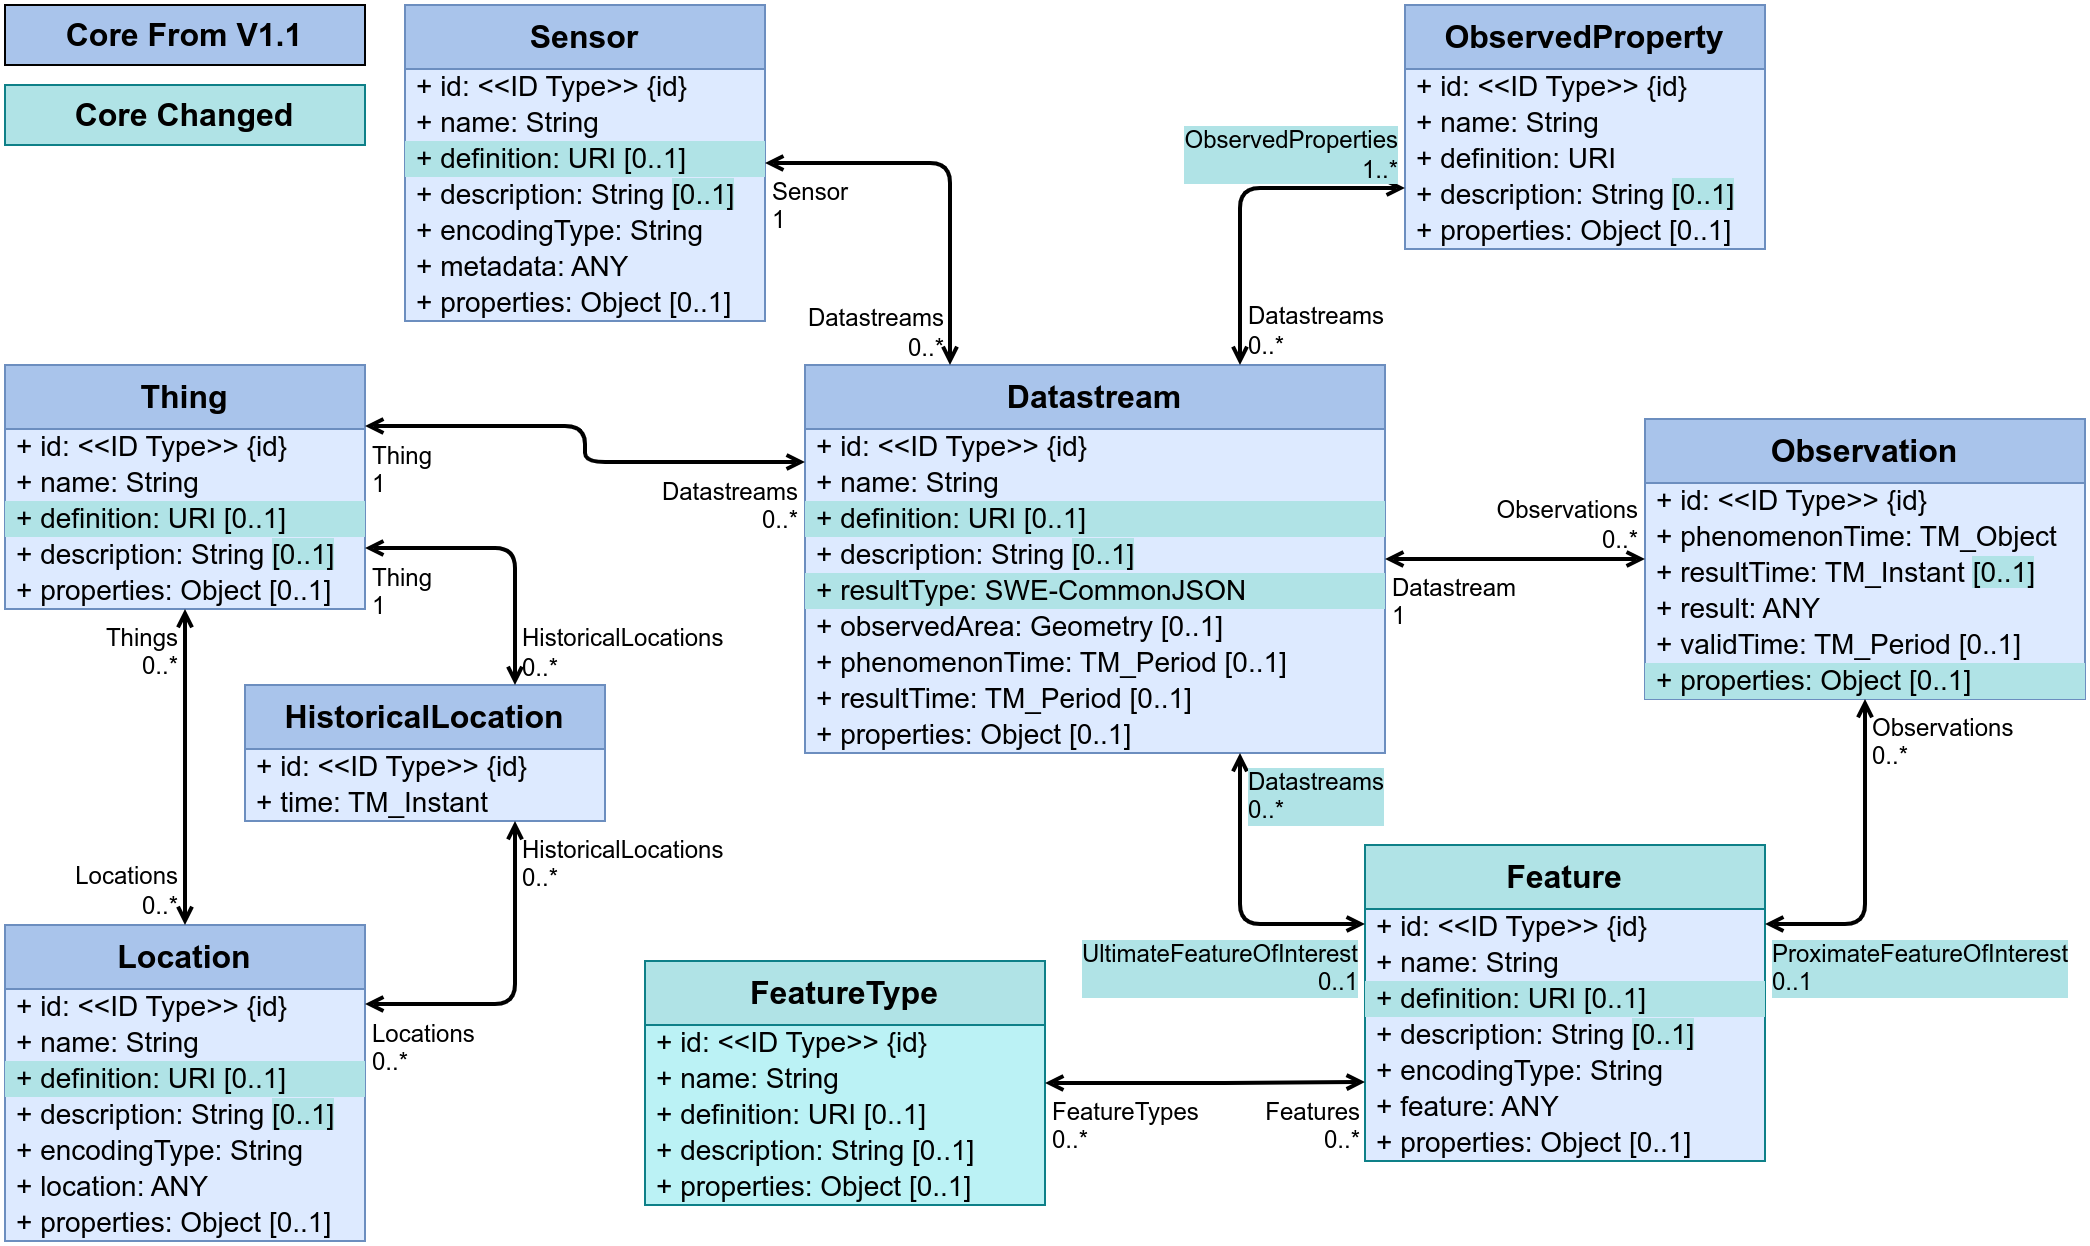 Core From V1.1
Core Changed
Sensor
+ id: <<ID Type>> {id}
+ name: String
+ definition: URI [0..1]
+ description: String [0..1]
+ encodingType: String
+ metadata: ANY
+ properties: Object [0..1]
Sensor
1
Datastreams
0..*
ObservedProperty
+ id: <<ID Type>> {id}
+ name: String
+ definition: URI
+ description: String [0..1]
+ properties: Object [0..1]
ObservedProperties
1..*
Datastreams
0..*
Thing
+ id: <<ID Type>> {id}
+ name: String
+ definition: URI [0..1]
+ description: String [0..1]
+ properties: Object [0..1]
Thing
1
Datastreams
0..*
Thing
1
HistoricalLocations
0..*
Things
0..*
Locations
0..*
Datastream
+ id: <<ID Type>> {id}
+ name: String
+ definition: URI [0..1]
+ description: String [0..1]
+ resultType: SWE-CommonJSON
+ observedArea: Geometry [0..1]
+ phenomenonTime: TM_Period [0..1]
+ resultTime: TM_Period [0..1]
+ properties: Object [0..1]
Observations
0..*
Datastream
1
Observation
+ id: <<ID Type>> {id}
+ phenomenonTime: TM_Object
+ resultTime: TM_Instant [0..1]
+ result: ANY
+ validTime: TM_Period [0..1]
+ properties: Object [0..1]
Observations
0..*
HistoricalLocation
+ id: <<ID Type>> {id}
+ time: TM_Instant
HistoricalLocations
0..*
Locations
0..*
Location
+ id: <<ID Type>> {id}
+ name: String
+ definition: URI [0..1]
+ description: String [0..1]
+ encodingType: String
+ location: ANY
+ properties: Object [0..1]
Datastreams
0..*
UltimateFeatureOfInterest
0..1
Feature
+ id: <<ID Type>> {id}
+ name: String
+ definition: URI [0..1]
+ description: String [0..1]
+ encodingType: String
+ feature: ANY
+ properties: Object [0..1]
ProximateFeatureOfInterest
0..1
FeatureType
+ id: <<ID Type>> {id}
+ name: String
+ definition: URI [0..1]
+ description: String [0..1]
+ properties: Object [0..1]
FeatureTypes
0..*
Features
0..*